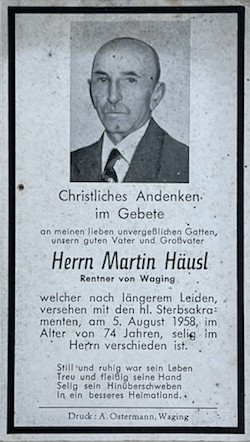 Christliches Andenken
im Gebete
an meinen lieben unvergeßlichen Gatten,
unsern guten Vater und Großvater
Herrn Martin Häusl
Rentner von Waging
welcher nach längerem Leiden,
versehen mit den hl. Sterbsakra-
menten, am 5. August 1958, im
Alter von 74 Jahren, selig im
Herrn verschieden ist.
Still und ruhig war sein Leben
Treu und fleißig seine Hand
Selig sein Hinüberschweben
In ein besseres Heimatland.
Druck: A. Ostermann, Waging